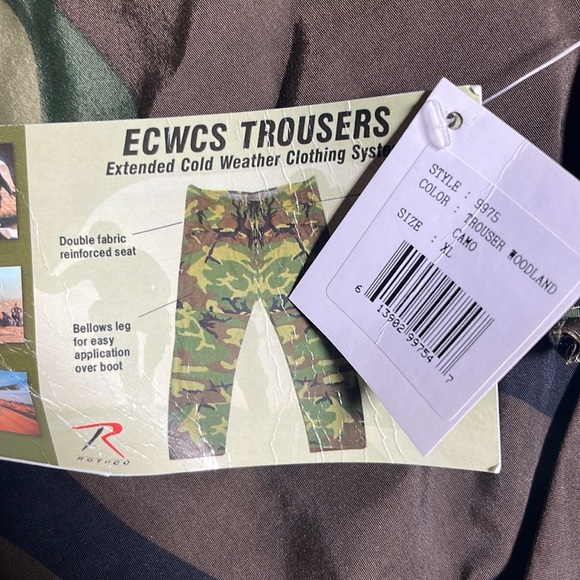 ECWCS TROUSERS
Extended Cold Weather Clothing Syste
Double fabric
reinforced seat
Bellows leg
for easy
application
over boot
R
ROTHCO
STYLE : 9975
COLOR : TROUSER WOODLAND
CAMO
SIZE : XL
6 13902 99754 7